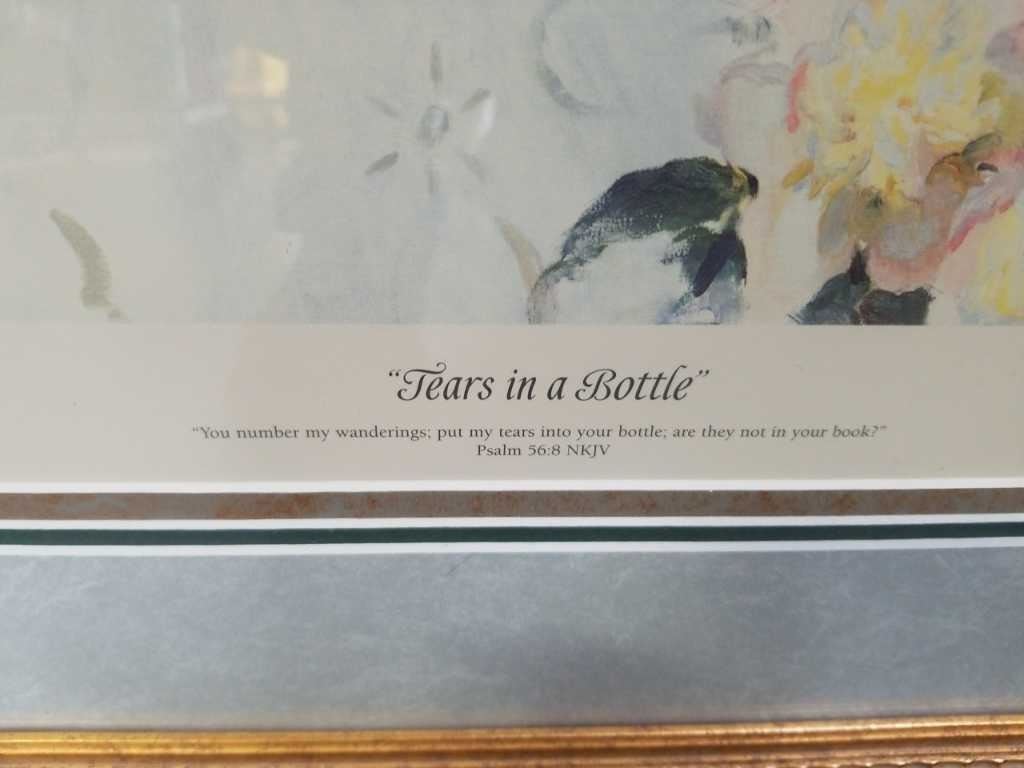 “Tears in a Bottle”
“You number my wanderings; put my tears into your bottle; are they not in your book?”
Psalm 56:8 NKJV